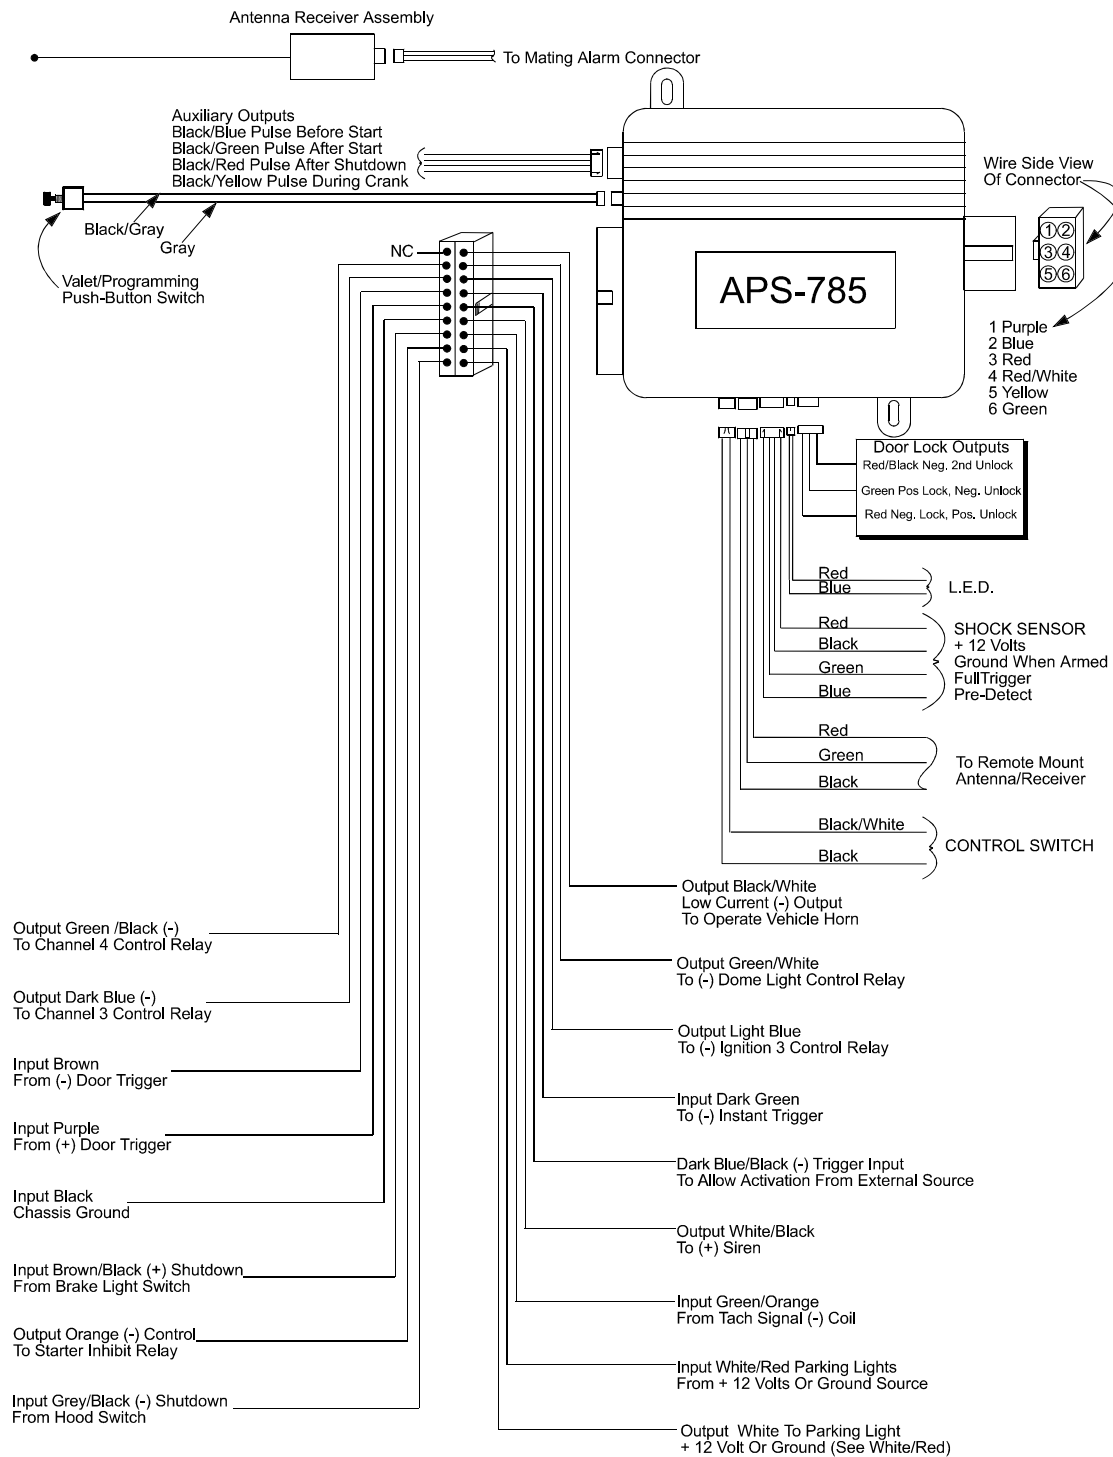 Antenna Receiver Assembly
To Mating Alarm Connector
Auxiliary Outputs
Black/Blue Pulse Before Start
Black/Green Pulse After Start
Black/Red Pulse After Shutdown
Black/Yellow Pulse During Crank
Black/Gray
Gray
Valet/Programming
Push-Button Switch
NC
APS-785
Wire Side View
Of Connector
1 2
3 4
5 6
1 Purple
2 Blue
3 Red
4 Red/White
5 Yellow
6 Green
Door Lock Outputs
Red/Black Neg. 2nd Unlock
Green Pos Lock, Neg. Unlock
Red Neg. Lock, Pos. Unlock
Red
Blue
L.E.D.
Red
Black
Green
Blue
SHOCK SENSOR
+ 12 Volts
Ground When Armed
FullTrigger
Pre-Detect
Red
Green
Black
To Remote Mount
Antenna/Receiver
Black/White
Black
CONTROL SWITCH
Output Green /Black (-)
To Channel 4 Control Relay
Output Dark Blue (-)
To Channel 3 Control Relay
Input Brown
From (-) Door Trigger
Input Purple
From (+) Door Trigger
Input Black
Chassis Ground
Input Brown/Black (+) Shutdown
From Brake Light Switch
Output Orange (-) Control
To Starter Inhibit Relay
Input Grey/Black (-) Shutdown
From Hood Switch
Output Black/White
Low Current (-) Output
To Operate Vehicle Horn
Output Green/White
To (-) Dome Light Control Relay
Output Light Blue
To (-) Ignition 3 Control Relay
Input Dark Green
To (-) Instant Trigger
Dark Blue/Black (-) Trigger Input
To Allow Activation From External Source
Output White/Black
To (+) Siren
Input Green/Orange
From Tach Signal (-) Coil
Input White/Red Parking Lights
From + 12 Volts Or Ground Source
Output White To Parking Light
+ 12 Volt Or Ground (See White/Red)